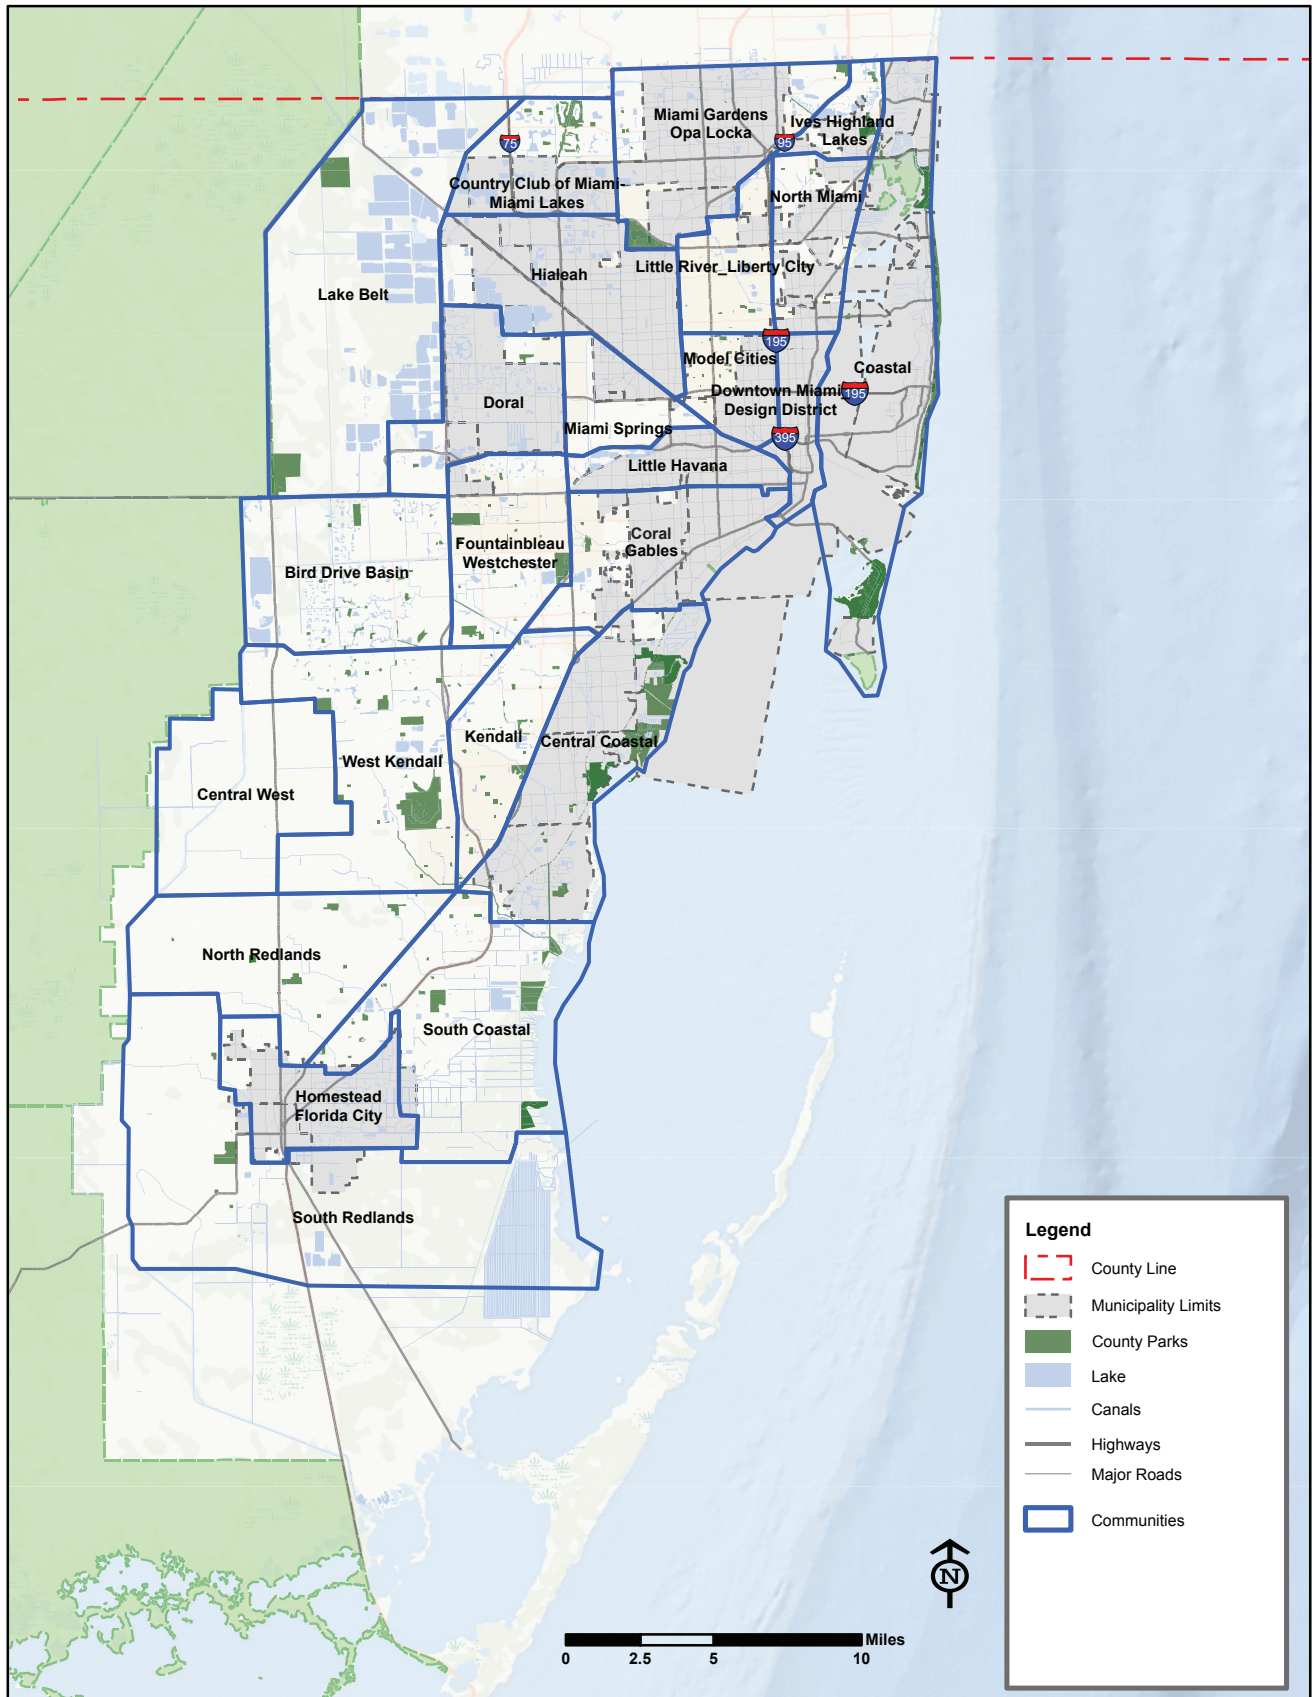 Miami Gardens
Opa Locka
Ives Highland
Lakes
75
95
Country Club of Miami-
Miami Lakes
North MIami
Hialeah
Little River_Liberty City
Lake Belt
195
Model Cities
Coastal
195
Doral
Downtown Miami_
Design District
Miami Springs
395
Little Havana
Coral
Gables
Fountainbleau
Westchester
Bird Drive Basin
Kendall
Central Coastal
West Kendall
Central West
North Redlands
South Coastal
Homestead
Florida City
South Redlands
Legend
County Line
Municipality Limits
County Parks
Lake
Canals
Highways
Major Roads
Communities
N
Miles
0 2.5 5 10